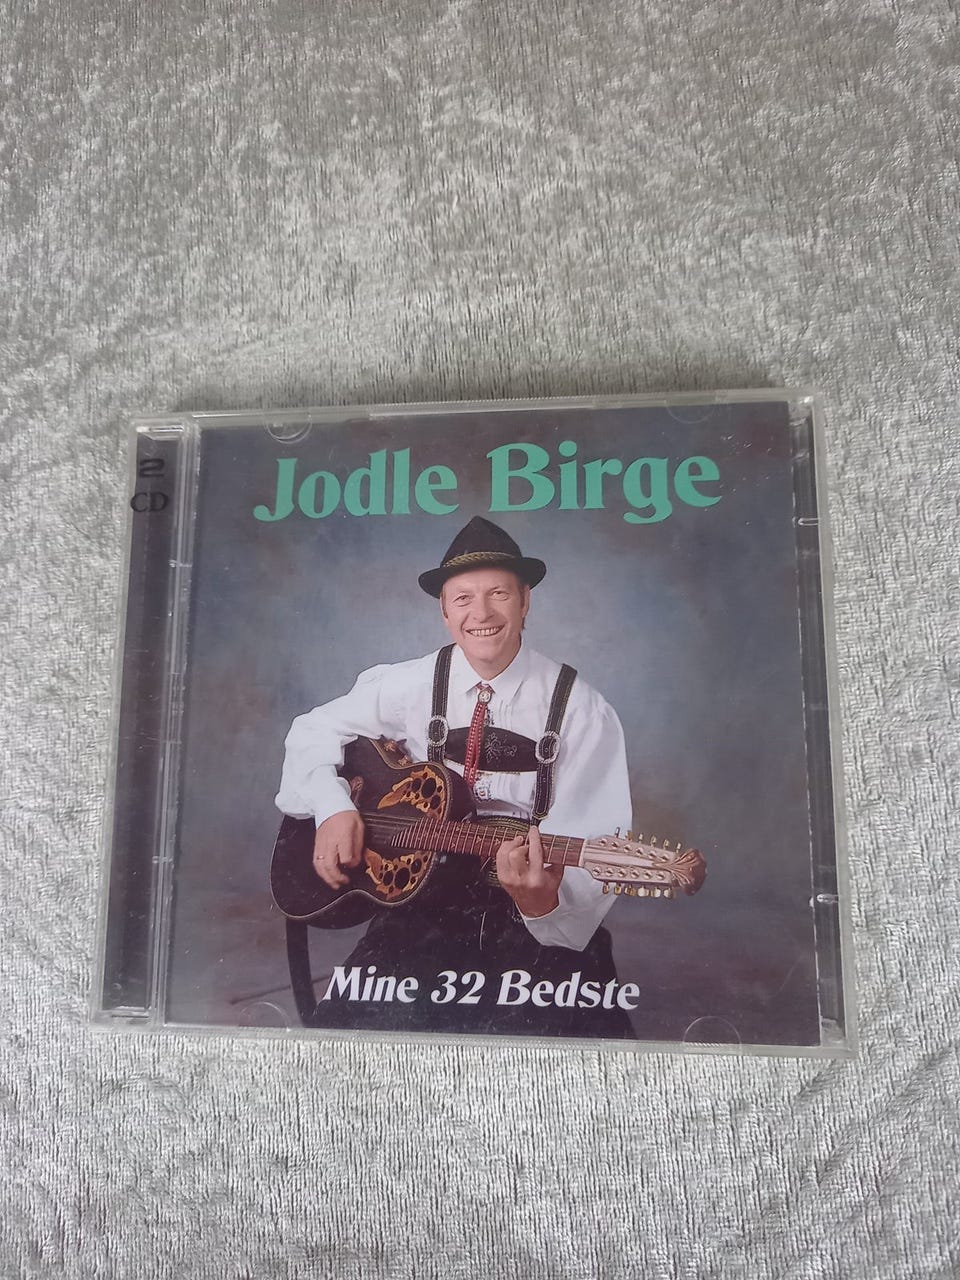 Jodle Birge
2
CD
Mine 32 Bedste